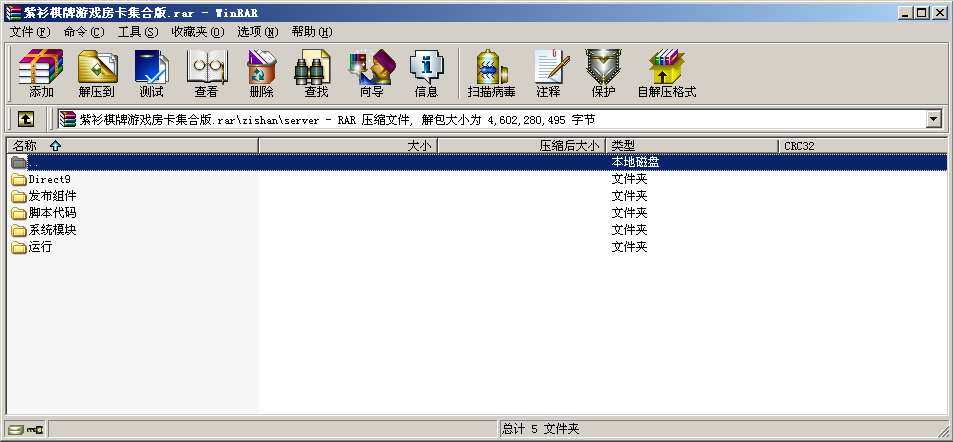 紫衫棋牌游戏房卡集合版.rar - WinRAR
文件(F) 命令(C) 工具(S) 收藏夹(O) 选项(N) 帮助(H)
添加 解压到 测试 查看 删除 查找 向导 信息 扫描病毒 注释 保护 自解压格式
紫衫棋牌游戏房卡集合版.rar\zishan\server - RAR 压缩文件, 解包大小为 4,602,280,495 字节
名称 大小 压缩后大小 类型 CRC32
.. 本地磁盘
Direct9 文件夹
发布组件 文件夹
脚本代码 文件夹
系统模块 文件夹
运行 文件夹
总计 5 文件夹